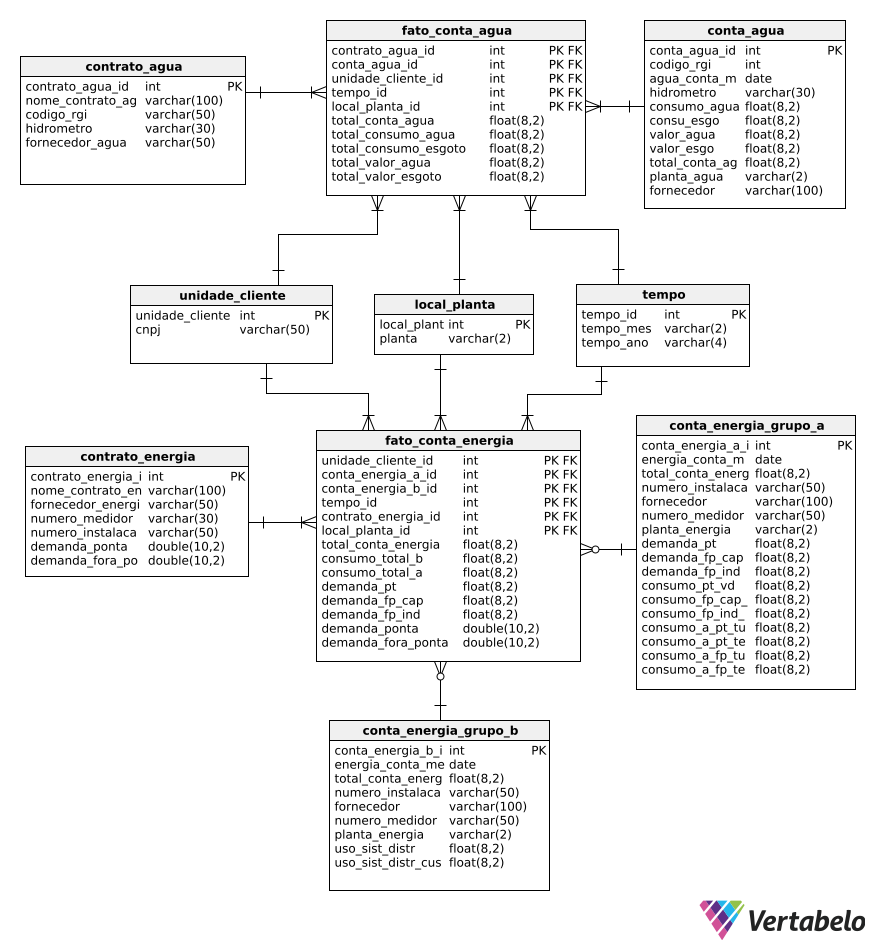 fato_conta_agua
contrato_agua_id int PK FK
conta_agua_id int PK FK
unidade_cliente_id int PK FK
tempo_id int PK FK
local_planta_id int PK FK
total_conta_agua float(8,2)
total_consumo_agua float(8,2)
total_consumo_esgoto float(8,2)
total_valor_agua float(8,2)
total_valor_esgoto float(8,2)
conta_agua
conta_agua_id int PK
codigo_rgi int
agua_conta_m date
hidrometro varchar(30)
consumo_agua float(8,2)
consu_esgo float(8,2)
valor_agua float(8,2)
valor_esgo float(8,2)
total_conta_ag float(8,2)
planta_agua varchar(2)
fornecedor varchar(100)
contrato_agua
contrato_agua_id int PK
nome_contrato_ag varchar(100)
codigo_rgi varchar(50)
hidrometro varchar(30)
fornecedor_agua varchar(50)
unidade_cliente
unidade_cliente int PK
cnpj varchar(50)
local_planta
local_plant int PK
planta varchar(2)
tempo
tempo_id int PK
tempo_mes varchar(2)
tempo_ano varchar(4)
contrato_energia
contrato_energia_i int PK
nome_contrato_en varchar(100)
fornecedor_energi varchar(50)
numero_medidor varchar(30)
numero_instalaca varchar(50)
demanda_ponta double(10,2)
demanda_fora_po double(10,2)
fato_conta_energia
unidade_cliente_id int PK FK
conta_energia_a_id int PK FK
conta_energia_b_id int PK FK
tempo_id int PK FK
contrato_energia_id int PK FK
local_planta_id int PK FK
total_conta_energia float(8,2)
consumo_total_b float(8,2)
consumo_total_a float(8,2)
demanda_pt float(8,2)
demanda_fp_cap float(8,2)
demanda_fp_ind float(8,2)
demanda_ponta double(10,2)
demanda_fora_ponta double(10,2)
conta_energia_grupo_a
conta_energia_a_i int PK
energia_conta_m date
total_conta_energ float(8,2)
numero_instalaca varchar(50)
fornecedor varchar(100)
numero_medidor varchar(50)
planta_energia varchar(2)
demanda_pt float(8,2)
demanda_fp_cap float(8,2)
demanda_fp_ind float(8,2)
consumo_pt_vd float(8,2)
consumo_fp_cap_ float(8,2)
consumo_fp_ind_ float(8,2)
consumo_a_pt_tu float(8,2)
consumo_a_pt_te float(8,2)
consumo_a_fp_tu float(8,2)
consumo_a_fp_te float(8,2)
conta_energia_grupo_b
conta_energia_b_i int PK
energia_conta_me date
total_conta_energ float(8,2)
numero_instalaca varchar(50)
fornecedor varchar(100)
numero_medidor varchar(50)
planta_energia varchar(2)
uso_sist_distr float(8,2)
uso_sist_distr_cus float(8,2)
Vertabelo